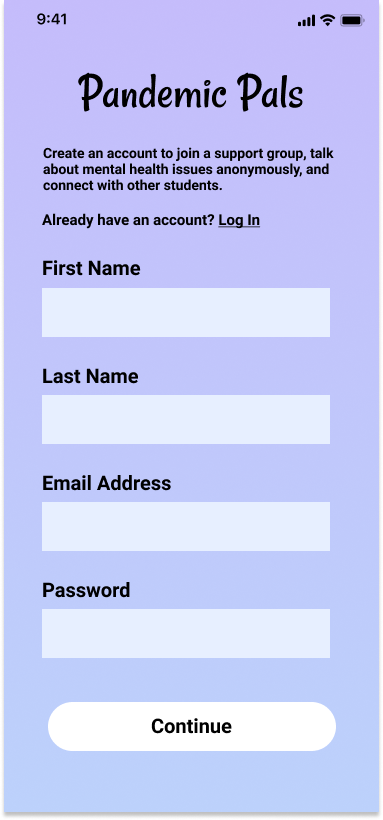 9:41
Pandemic Pals
Create an account to join a support group, talk
about mental health issues anonymously, and
connect with other students.
Already have an account? Log In
First Name
Last Name
Email Address
Password
Continue